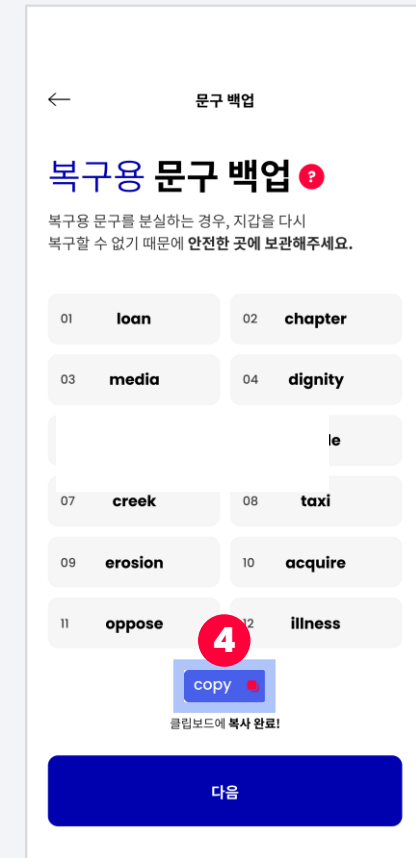 문구 백업
복구용 문구 백업 ?
복구용 문구를 분실하는 경우, 지갑을 다시
복구할 수 없기 때문에 안전한 곳에 보관해주세요.
01 loan 02 chapter
03 media 04 dignity
07 creek 08 taxi
09 erosion 10 acquire
11 oppose 12 illness
4
copy
클립보드에 복사 완료!
다음